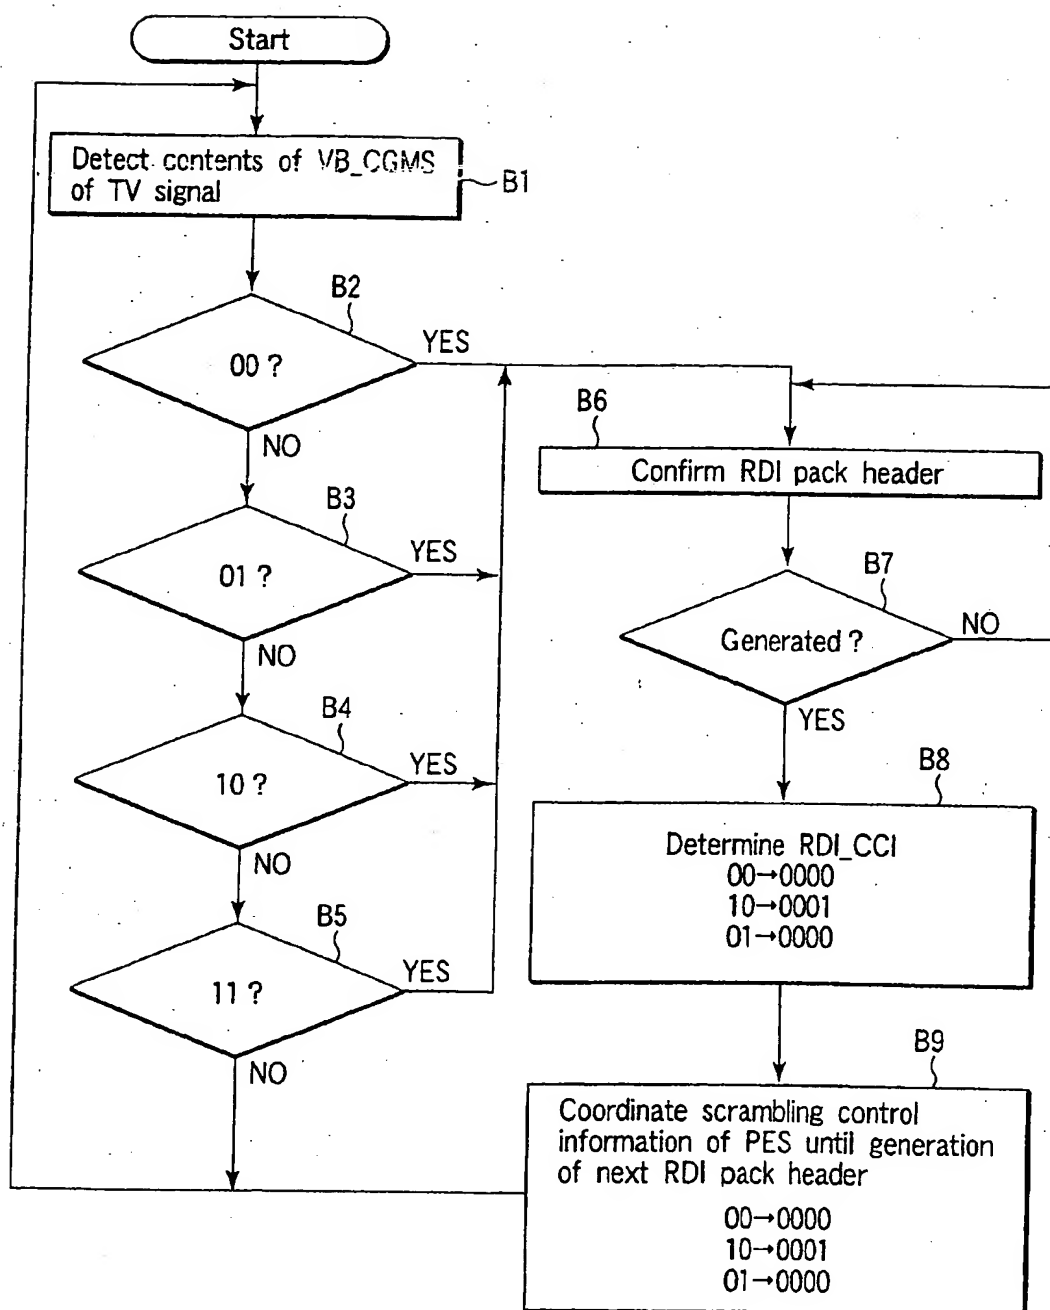 Start
Detect contents of VB_CGMS
of TV signal
B1
B2
00 ?
YES
NO
B3
01 ?
YES
NO
B4
10 ?
YES
NO
B5
11 ?
YES
NO
B6
Confirm RDI pack header
B7
Generated ?
NO
YES
B8
Determine RDI_CCI
00→0000
10→0001
01→0000
B9
Coordinate scrambling control
information of PES until generation
of next RDI pack header
00→0000
10→0001
01→0000